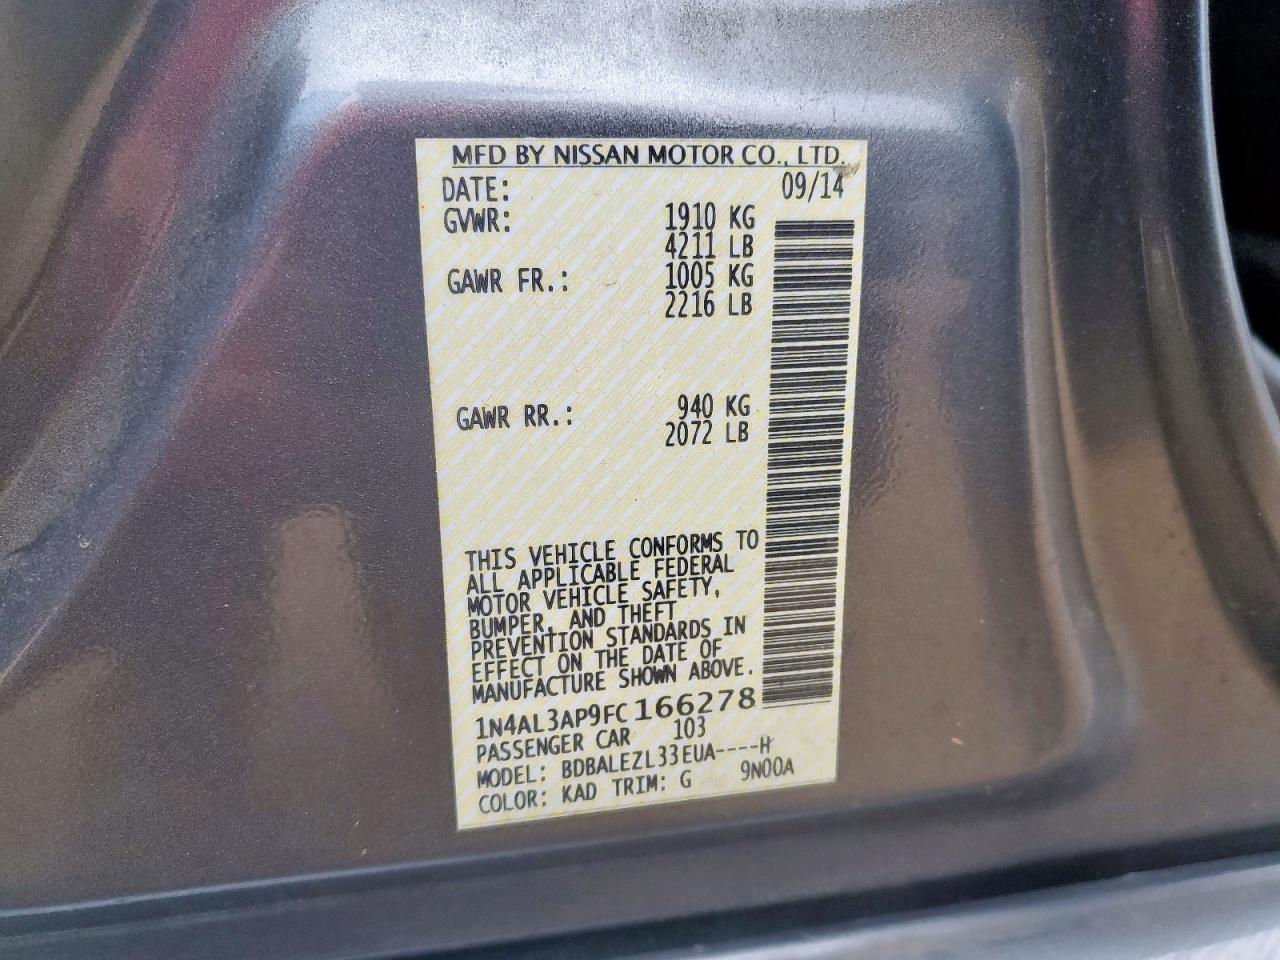 MFD BY NISSAN MOTOR CO., LTD.
DATE: 09/14
GVWR: 1910 KG
4211 LB
GAWR FR.: 1005 KG
2216 LB
GAWR RR.: 940 KG
2072 LB
THIS VEHICLE CONFORMS TO
ALL APPLICABLE FEDERAL
MOTOR VEHICLE SAFETY,
BUMPER, AND THEFT
PREVENTION STANDARDS IN
EFFECT ON THE DATE OF
MANUFACTURE SHOWN ABOVE.
1N4AL3AP9FC166278
PASSENGER CAR 103
MODEL: BDBALEZL33EUA----H
COLOR: KAD TRIM: G 9N00A